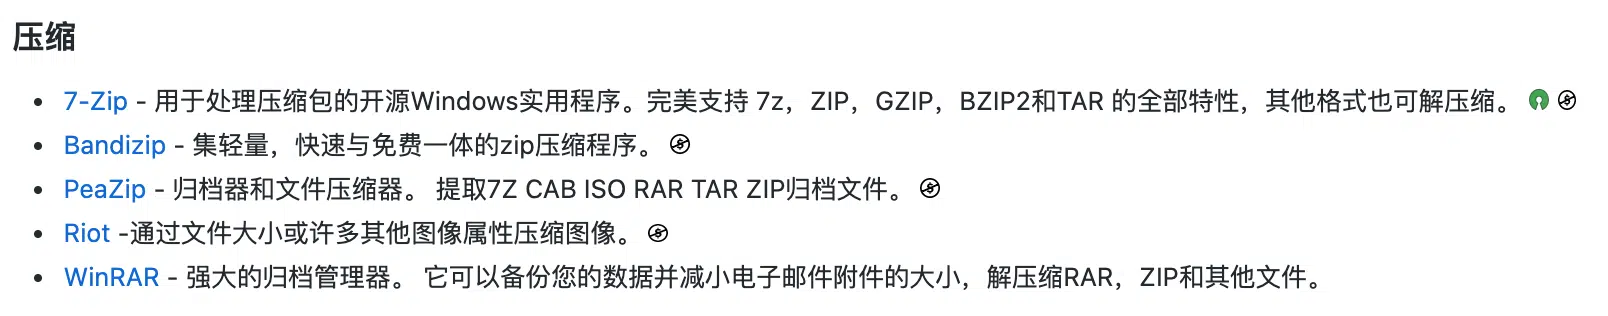 压缩
7-Zip - 用于处理压缩包的开源Windows实用程序。完美支持 7z，ZIP，GZIP，BZIP2和TAR 的全部特性，其他格式也可解压缩。
Bandizip - 集轻量，快速与免费一体的zip压缩程序。
PeaZip - 归档器和文件压缩器。 提取7Z CAB ISO RAR TAR ZIP归档文件。
Riot -通过文件大小或许多其他图像属性压缩图像。
WinRAR - 强大的归档管理器。 它可以备份您的数据并减小电子邮件附件的大小，解压缩RAR，ZIP和其他文件。